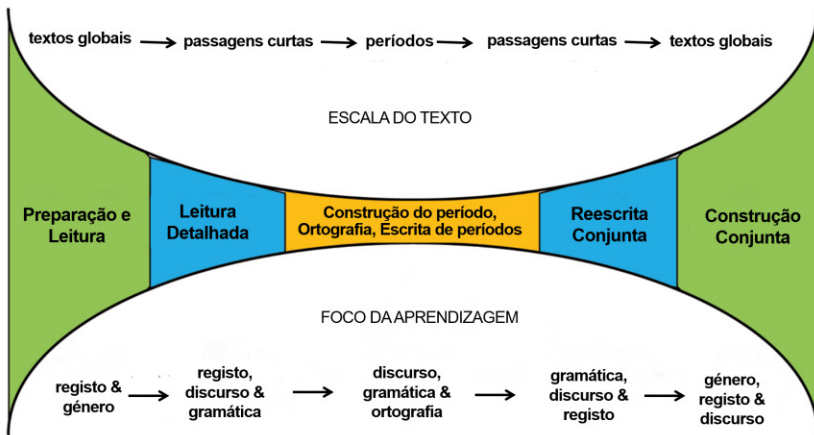 textos globais → passagens curtas → períodos → passagens curtas → textos globais
ESCALA DO TEXTO
Preparação e
Leitura
Leitura
Detalhada
Construção do período,
Ortografia, Escrita de períodos
Reescrita
Conjunta
Construção
Conjunta
FOCO DA APRENDIZAGEM
registo &
género
registo,
discurso &
gramática
discurso,
gramática &
ortografia
gramática,
discurso &
registo
género,
registo &
discurso